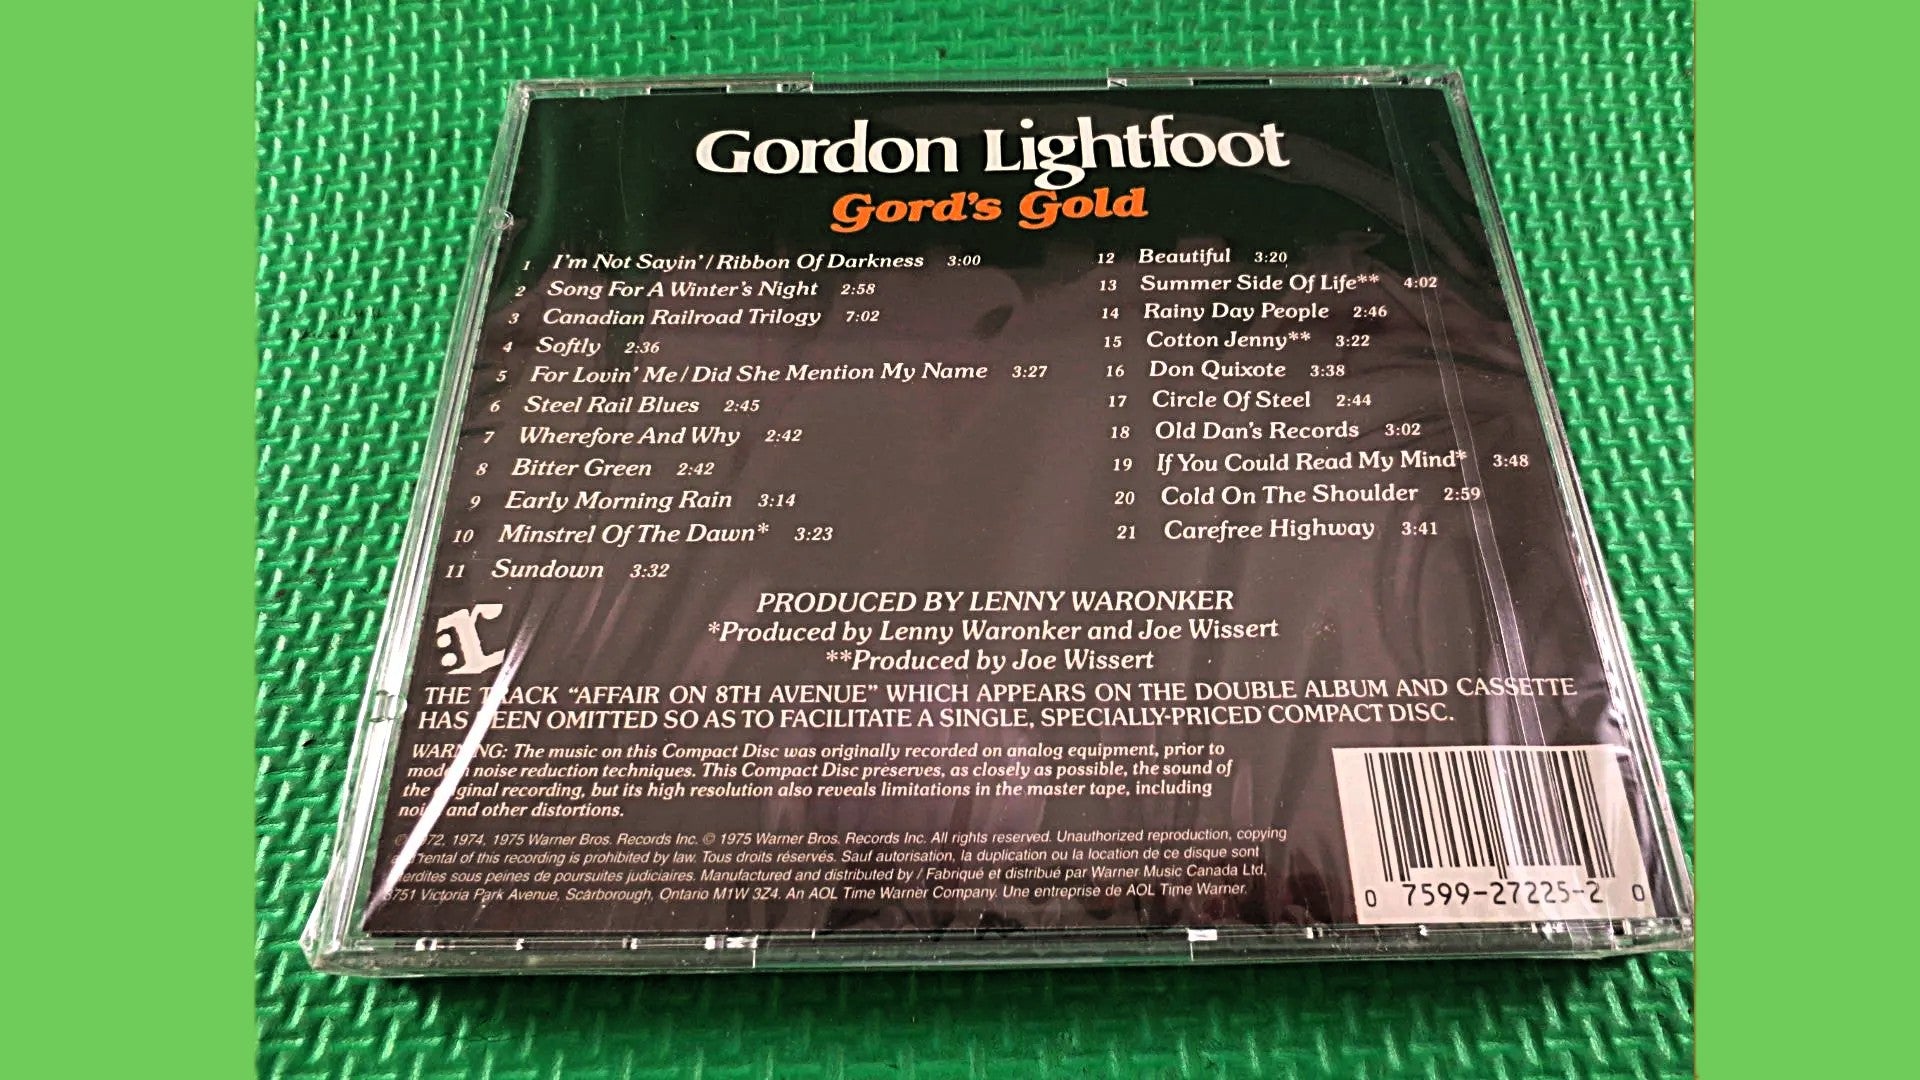 Gordon Lightfoot
Gord's Gold
1 I'm Not Sayin' / Ribbon Of Darkness 3:00
2 Song For A Winter's Night 2:58
3 Canadian Railroad Trilogy 7:02
4 Softly 2:36
5 For Lovin' Me / Did She Mention My Name 3:27
6 Steel Rail Blues 2:45
7 Wherefore And Why 2:42
8 Bitter Green 2:42
9 Early Morning Rain 3:14
10 Minstrel Of The Dawn* 3:23
11 Sundown 3:32
12 Beautiful 3:20
13 Summer Side Of Life** 4:02
14 Rainy Day People 2:46
15 Cotton Jenny** 3:22
16 Don Quixote 3:38
17 Circle Of Steel 2:44
18 Old Dan's Records 3:02
19 If You Could Read My Mind* 3:48
20 Cold On The Shoulder 2:59
21 Carefree Highway 3:41
:r
PRODUCED BY LENNY WARONKER
*Produced by Lenny Waronker and Joe Wissert
**Produced by Joe Wissert
THE TRACK “AFFAIR ON 8TH AVENUE” WHICH APPEARS ON THE DOUBLE ALBUM AND CASSETTE
HAS BEEN OMITTED SO AS TO FACILITATE A SINGLE, SPECIALLY-PRICED COMPACT DISC.
WARNING: The music on this Compact Disc was originally recorded on analog equipment, prior to
modern noise reduction techniques. This Compact Disc preserves, as closely as possible, the sound of
the original recording, but its high resolution also reveals limitations in the master tape, including
noise and other distortions.
1974, 1975 Warner Bros. Records Inc. © 1975 Warner Bros. Records Inc. All rights reserved. Unauthorized reproduction, copying
rental of this recording is prohibited by law. Tous droits réservés. Sauf autorisation, la duplication ou la location de ce disque sont
interdites sous peines de poursuites judiciaires. Manufactured and distributed by / Fabriqué et distribué par Warner Music Canada Ltd,
3751 Victoria Park Avenue, Scarborough, Ontario M1W 3Z4. An AOL Time Warner Company. Une entreprise de AOL Time Warner.
0 7599-27225-2 0